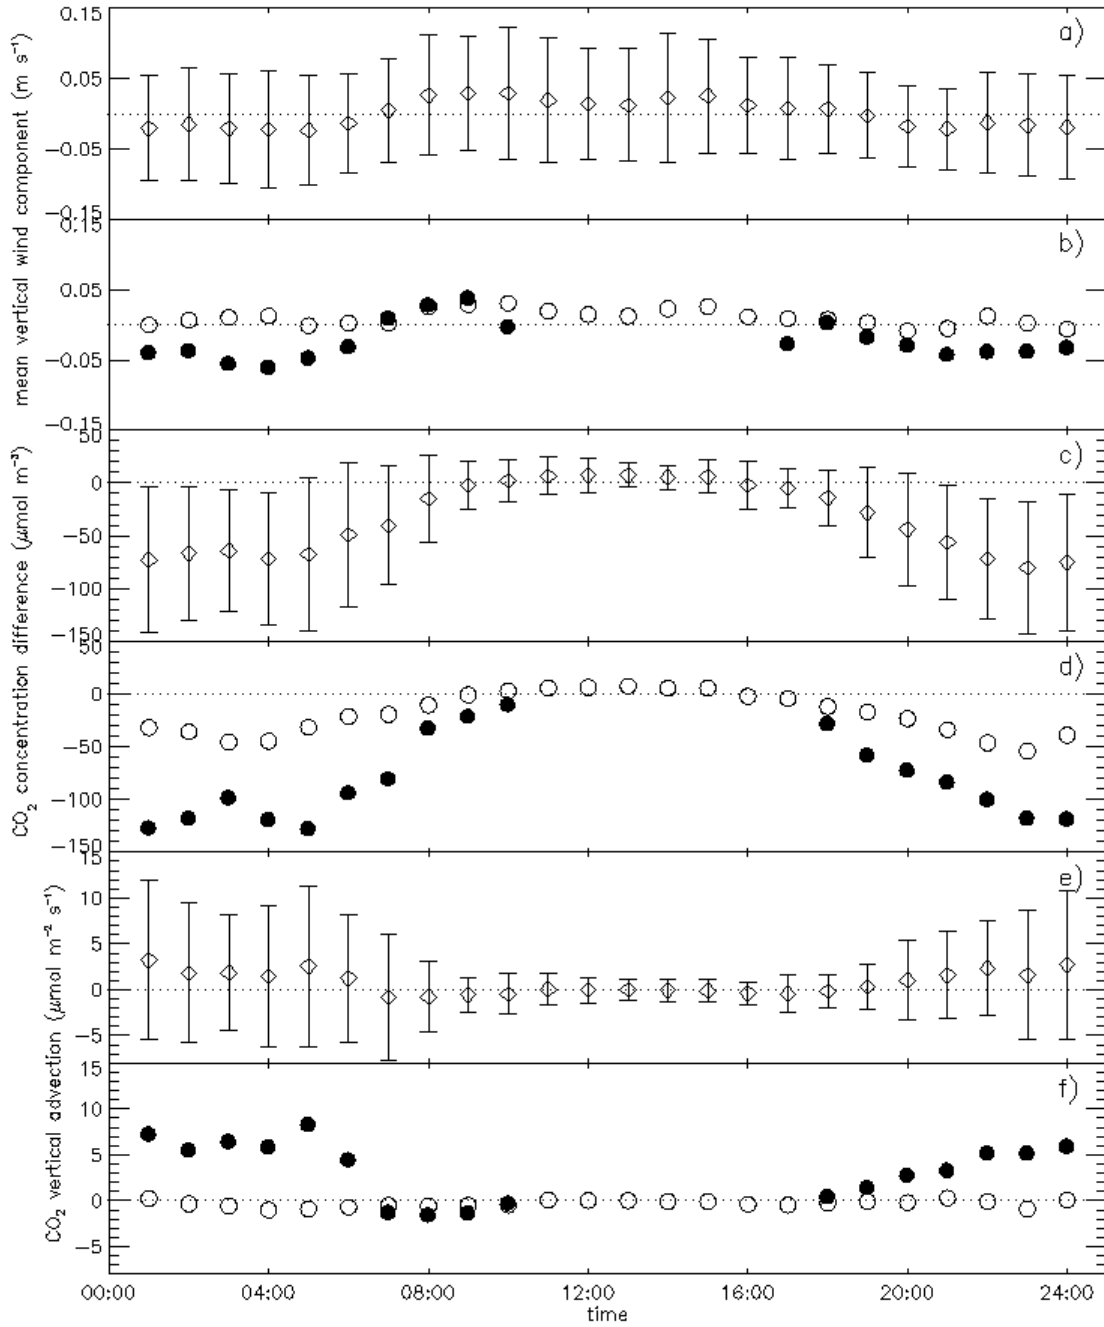 mean vertical wind component (m s⁻¹)
0.15
0.05
−0.05
−0.15
a)
0.15
0.05
−0.05
−0.15
b)
CO₂ concentration difference (μmol m⁻³)
50
0
−50
−100
−150
c)
50
0
−50
−100
−150
d)
CO₂ vertical advection (μmol m⁻² s⁻¹)
15
10
5
0
−5
e)
15
10
5
0
−5
f)
00:00 04:00 08:00 12:00 16:00 20:00 24:00
time